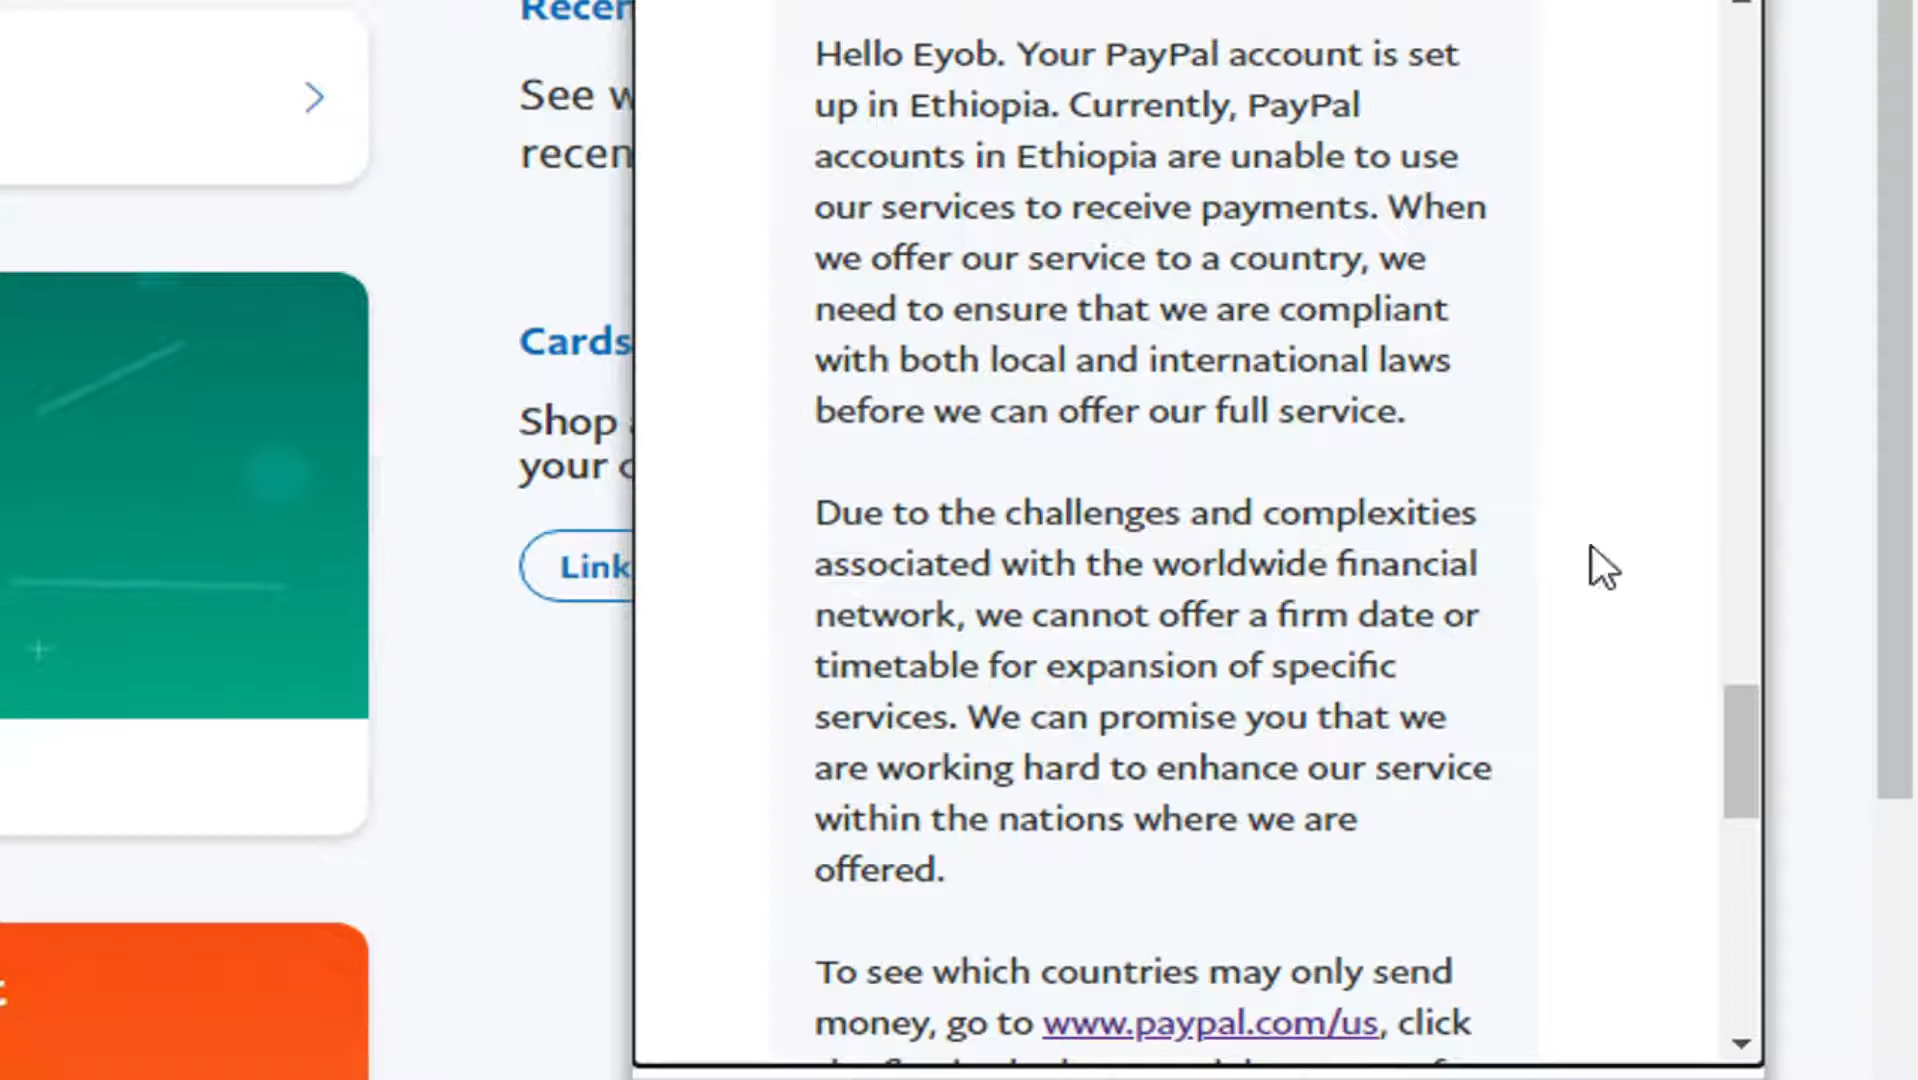 Recen
See w
recen
Cards
Shop
your
Link
Hello Eyob. Your PayPal account is set
up in Ethiopia. Currently, PayPal
accounts in Ethiopia are unable to use
our services to receive payments. When
we offer our service to a country, we
need to ensure that we are compliant
with both local and international laws
before we can offer our full service.
Due to the challenges and complexities
associated with the worldwide financial
network, we cannot offer a firm date or
timetable for expansion of specific
services. We can promise you that we
are working hard to enhance our service
within the nations where we are
offered.
To see which countries may only send
money, go to www.paypal.com/us, click